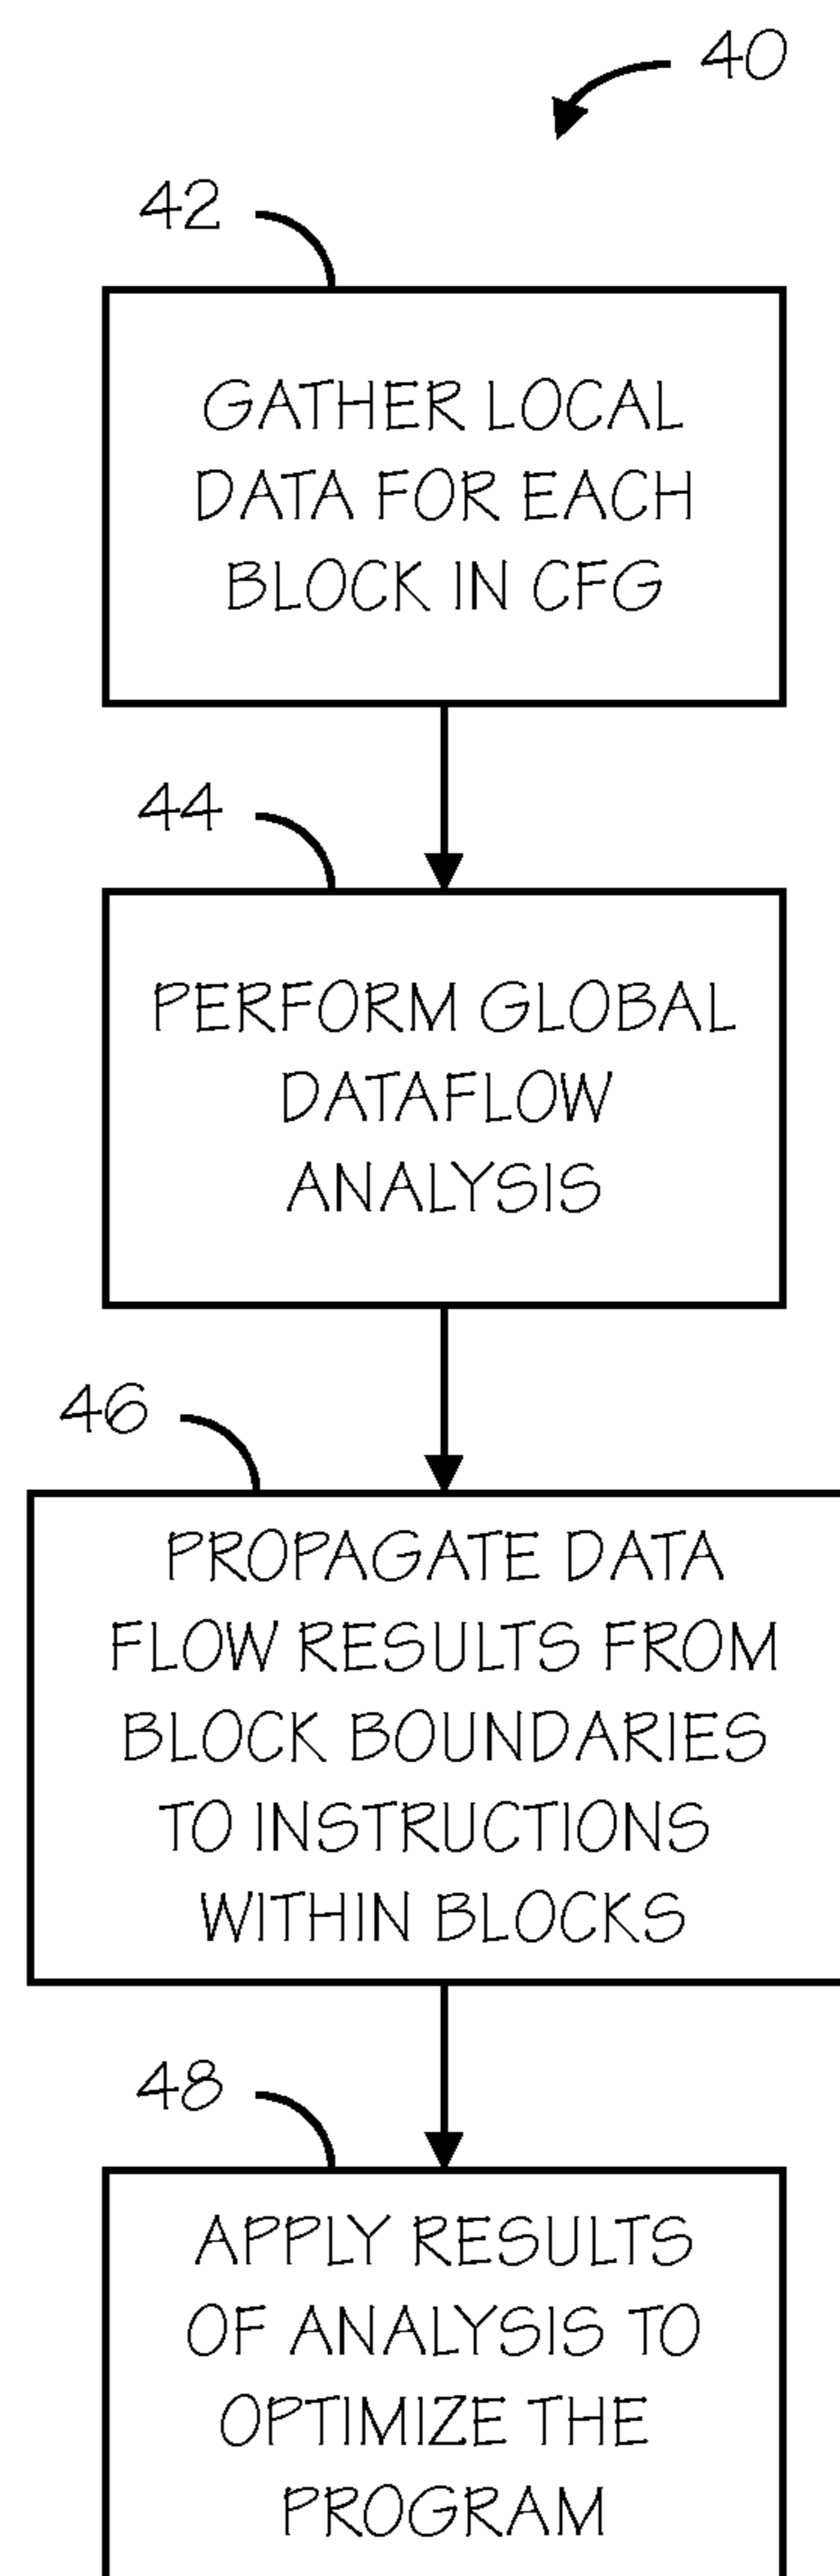 40
42
GATHER LOCAL
DATA FOR EACH
BLOCK IN CFG
44
PERFORM GLOBAL
DATAFLOW
ANALYSIS
46
PROPAGATE DATA
FLOW RESULTS FROM
BLOCK BOUNDARIES
TO INSTRUCTIONS
WITHIN BLOCKS
48
APPLY RESULTS
OF ANALYSIS TO
OPTIMIZE THE
PROGRAM